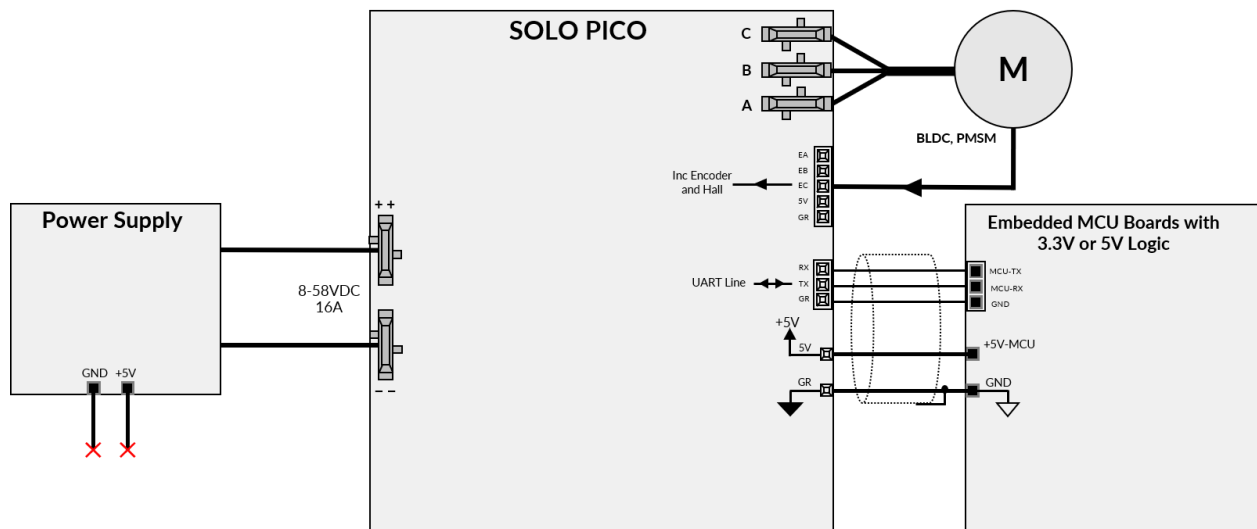 SOLO PICO
C
B
A
M
BLDC, PMSM
EA
EB
EC
5V
GR
Inc Encoder
and Hall
Power Supply
++
8-58VDC
16A
--
GND +5V
Embedded MCU Boards with
3.3V or 5V Logic
RX
TX
GR
UART Line
MCU-TX
MCU-RX
GND
+5V
5V
+5V-MCU
GR
GND